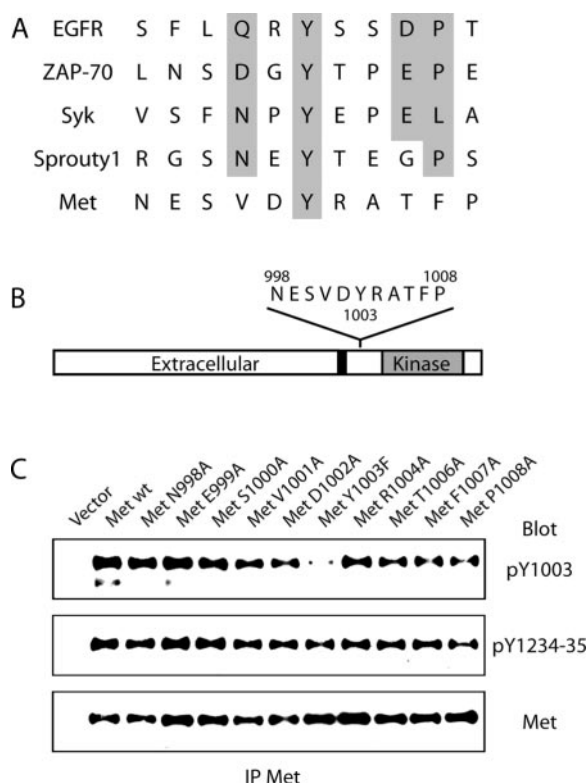 A
EGFR S F L Q R Y S S D P T
ZAP-70 L N S D G Y T P E P E
Syk V S F N P Y E P E L A
Sprouty1 R G S N E Y T E G P S
Met N E S V D Y R A T F P
B
998 1008
N E S V D Y R A T F P
1003
Extracellular Kinase
C
Vector
Met wt
Met N998A
Met E999A
Met S1000A
Met V1001A
Met D1002A
Met Y1003F
Met R1004A
Met T1006A
Met F1007A
Met P1008A
Blot
pY1003
pY1234-35
Met
IP Met